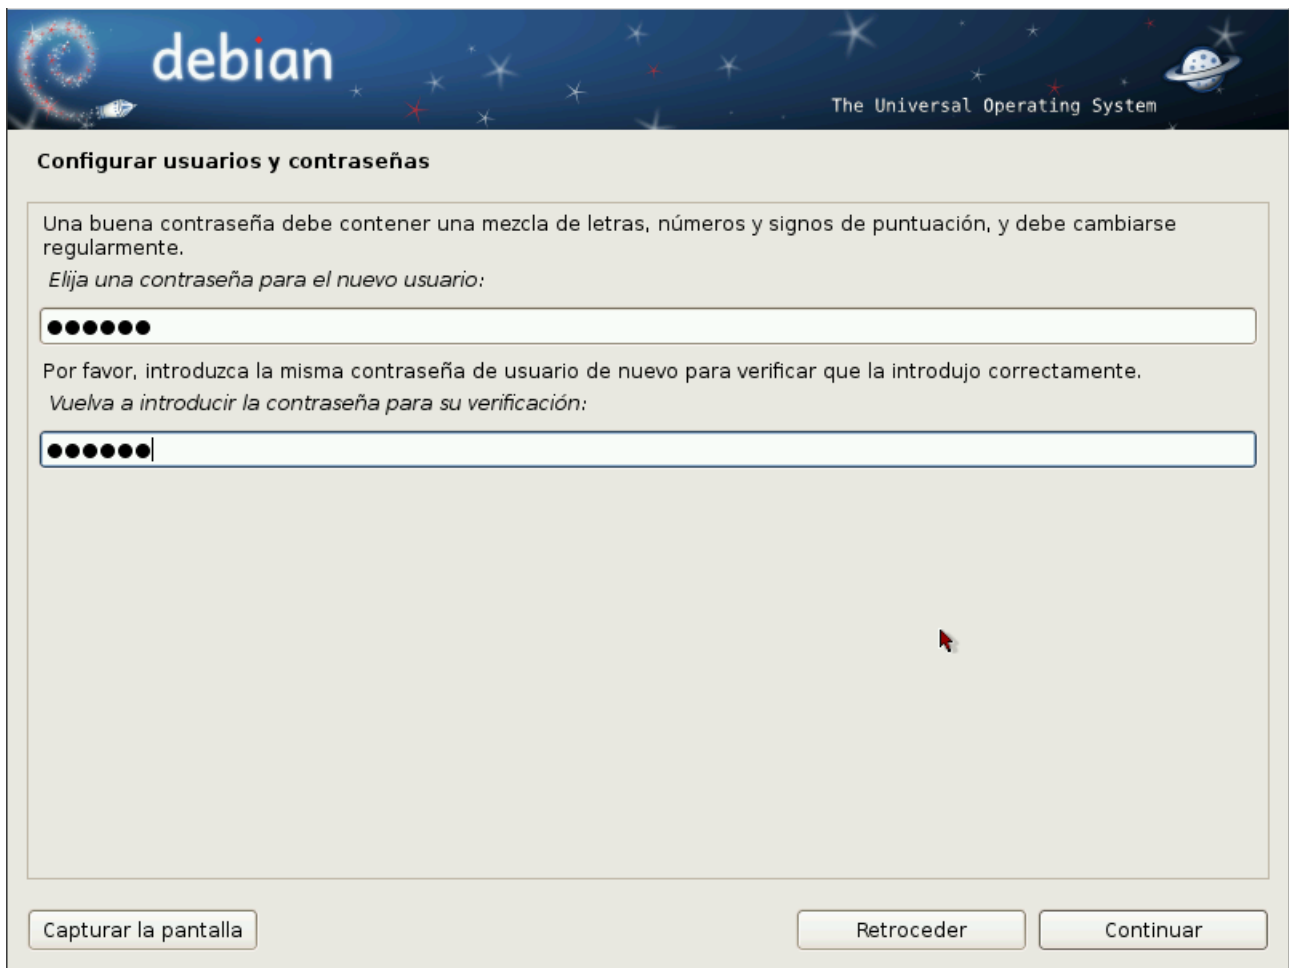 debian
The Universal Operating System
Configurar usuarios y contraseñas
Una buena contraseña debe contener una mezcla de letras, números y signos de puntuación, y debe cambiarse
regularmente.
Elija una contraseña para el nuevo usuario:
●●●●●●
Por favor, introduzca la misma contraseña de usuario de nuevo para verificar que la introdujo correctamente.
Vuelva a introducir la contraseña para su verificación:
●●●●●●
Capturar la pantalla
Retroceder
Continuar